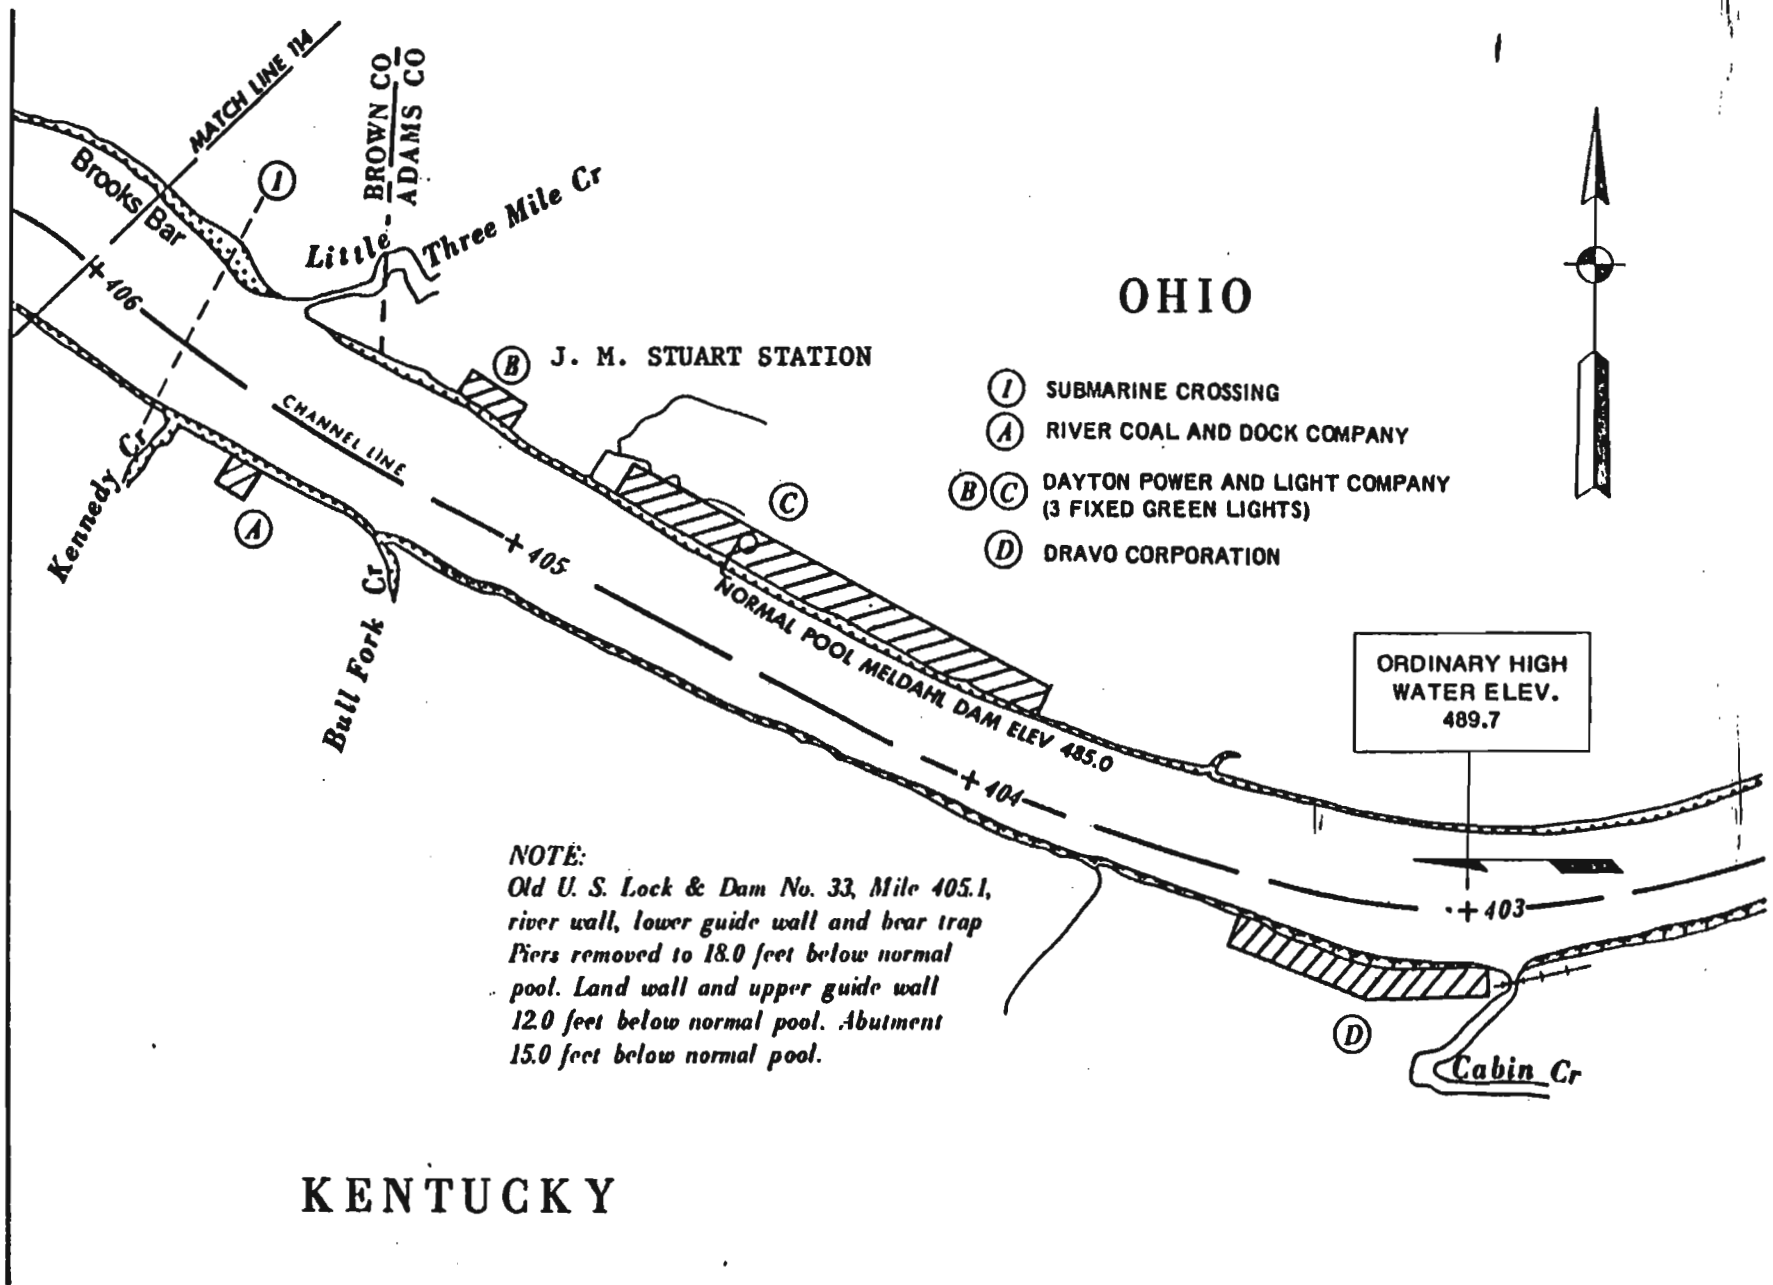 MATCH LINE 114
BROWN CO
ADAMS CO
Brooks Bar
1
Little Three Mile Cr
406
OHIO
B J. M. STUART STATION
1 SUBMARINE CROSSING
A RIVER COAL AND DOCK COMPANY
B C DAYTON POWER AND LIGHT COMPANY
(3 FIXED GREEN LIGHTS)
D DRAVO CORPORATION
CHANNEL LINE
Kennedy Cr
A
C
405
Bull Fork Cr
NORMAL POOL MELDAHL DAM ELEV 485.0
ORDINARY HIGH
WATER ELEV.
489.7
404
403
NOTE:
Old U. S. Lock & Dam No. 33, Mile 405.1,
river wall, lower guide wall and bear trap
Piers removed to 18.0 feet below normal
pool. Land wall and upper guide wall
12.0 feet below normal pool. Abutment
15.0 feet below normal pool.
D
Cabin Cr
KENTUCKY